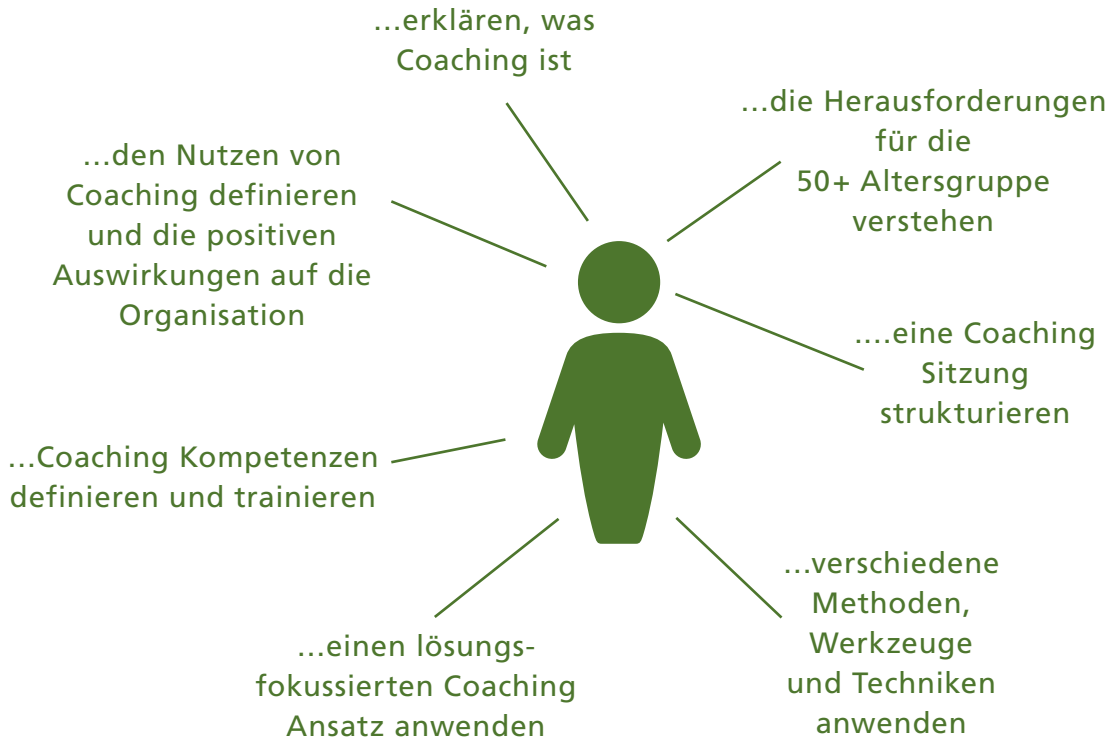 ...erklären, was
Coaching ist
...die Herausforderungen
für die
50+ Altersgruppe
verstehen
....eine Coaching
Sitzung
strukturieren
...verschiedene
Methoden,
Werkzeuge
und Techniken
anwenden
...einen lösungs-
fokussierten Coaching
Ansatz anwenden
...Coaching Kompetenzen
definieren und trainieren
...den Nutzen von
Coaching definieren
und die positiven
Auswirkungen auf die
Organisation